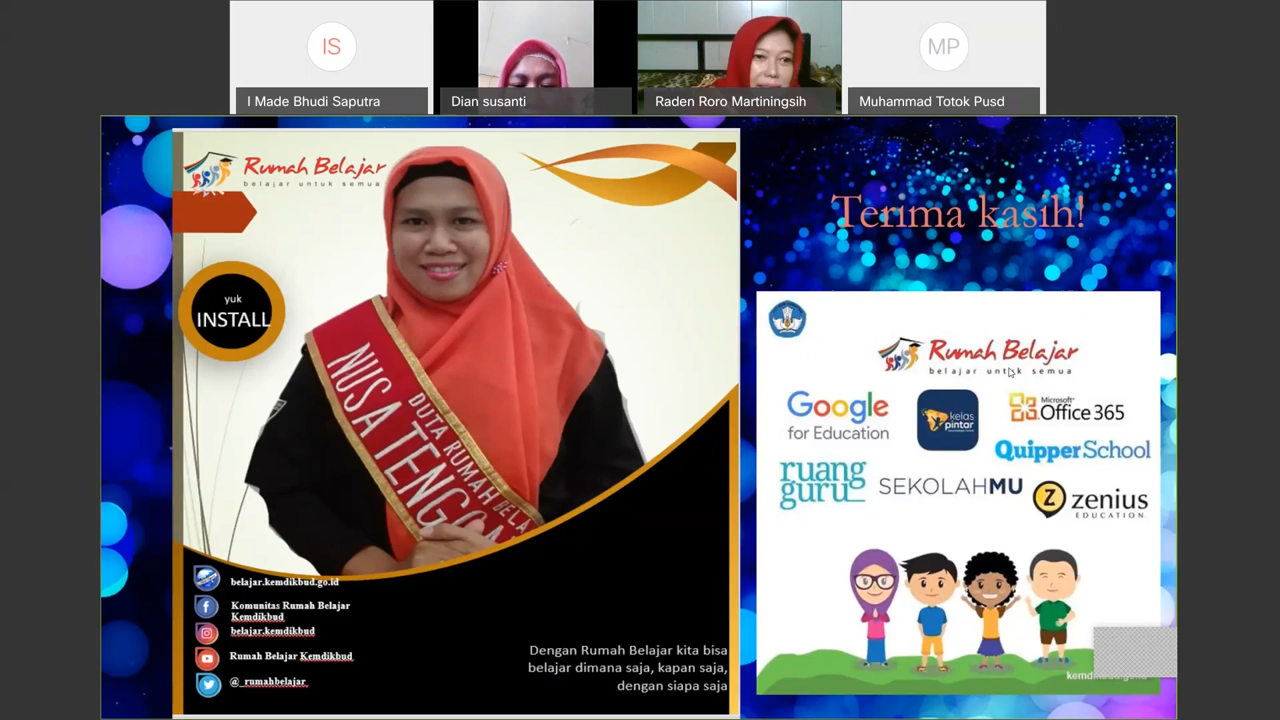 IS
MP
I Made Bhudi Saputra
Dian susanti
Raden Roro Martiningsih
Muhammad Totok Pusd
Rumah Belajar
belajar untuk semua
yuk
INSTALL
DUTA RUMAH BELA
NUSA TENGG
belajar.kemdikbud.go.id
Komunitas Rumah Belajar
Kemdikbud
belajar.kemdikbud
Rumah Belajar Kemdikbud
@_rumahbelajar
Dengan Rumah Belajar kita bisa
belajar dimana saja, kapan saja,
dengan siapa saja
Terima kasih!
Rumah Belajar
belajar untuk semua
Google
for Education
kelas
pintar
Microsoft
Office 365
QuipperSchool
ruang
guru
SEKOLAHMU
Z
zenius
EDUCATION